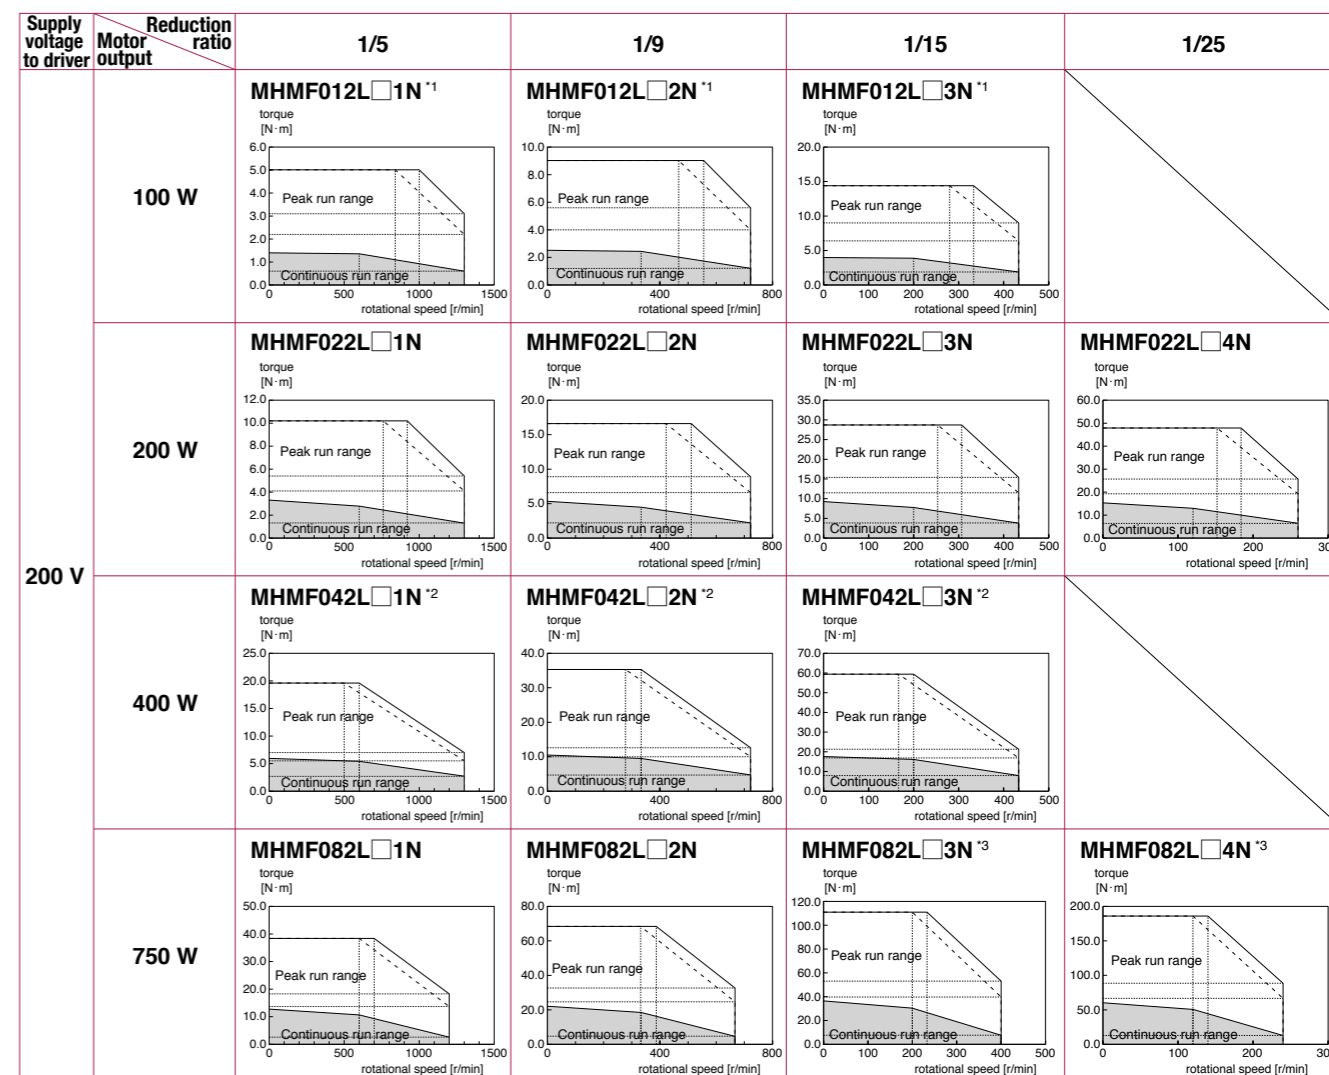 Supply voltage to driver
Reduction ratio
Motor output
1/5
1/9
1/15
1/25
200 V
100 W
MHMF012L□1N *1
torque
[N·m]
6.0
5.0
4.0
3.0
2.0
1.0
0.0
Peak run range
Continuous run range
0 500 1000 1500
rotational speed [r/min]
MHMF012L□2N *1
torque
[N·m]
10.0
8.0
6.0
4.0
2.0
0.0
Peak run range
Continuous run range
0 400 800
rotational speed [r/min]
MHMF012L□3N *1
torque
[N·m]
20.0
15.0
10.0
5.0
0.0
Peak run range
Continuous run range
0 100 200 300 400 500
rotational speed [r/min]
200 W
MHMF022L□1N
torque
[N·m]
12.0
10.0
8.0
6.0
4.0
2.0
0.0
Peak run range
Continuous run range
0 500 1000 1500
rotational speed [r/min]
MHMF022L□2N
torque
[N·m]
20.0
15.0
10.0
5.0
0.0
Peak run range
Continuous run range
0 400 800
rotational speed [r/min]
MHMF022L□3N
torque
[N·m]
35.0
30.0
25.0
20.0
15.0
10.0
5.0
0.0
Peak run range
Continuous run range
0 100 200 300 400 500
rotational speed [r/min]
MHMF022L□4N
torque
[N·m]
60.0
50.0
40.0
30.0
20.0
10.0
0.0
Peak run range
Continuous run range
0 100 200
rotational speed [r/min]
400 W
MHMF042L□1N *2
torque
[N·m]
25.0
20.0
15.0
10.0
5.0
0.0
Peak run range
Continuous run range
0 500 1000 1500
rotational speed [r/min]
MHMF042L□2N *2
torque
[N·m]
40.0
30.0
20.0
10.0
0.0
Peak run range
Continuous run range
0 400 800
rotational speed [r/min]
MHMF042L□3N *2
torque
[N·m]
70.0
60.0
50.0
40.0
30.0
20.0
10.0
0.0
Peak run range
Continuous run range
0 100 200 300 400 500
rotational speed [r/min]
750 W
MHMF082L□1N
torque
[N·m]
50.0
40.0
30.0
20.0
10.0
0.0
Peak run range
Continuous run range
0 500 1000 1500
rotational speed [r/min]
MHMF082L□2N
torque
[N·m]
80.0
60.0
40.0
20.0
0.0
Peak run range
Continuous run range
0 400 800
rotational speed [r/min]
MHMF082L□3N *3
torque
[N·m]
120.0
100.0
80.0
60.0
40.0
20.0
0.0
Peak run range
Continuous run range
0 100 200 300 400 500
rotational speed [r/min]
MHMF082L□4N *3
torque
[N·m]
200.0
150.0
100.0
50.0
0.0
Peak run range
Continuous run range
0 100 200
rotational speed [r/min]